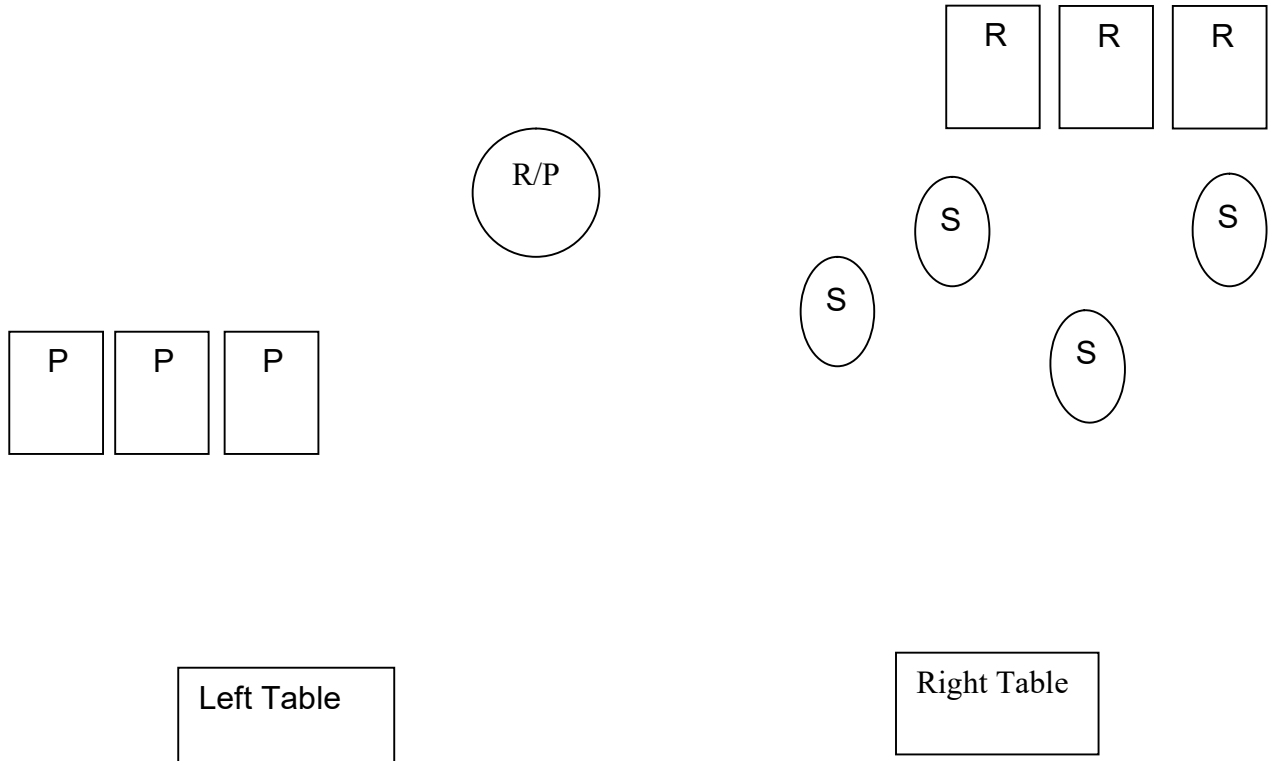 R R R
R/P
S S
S
S
P P P
Right Table
Left Table